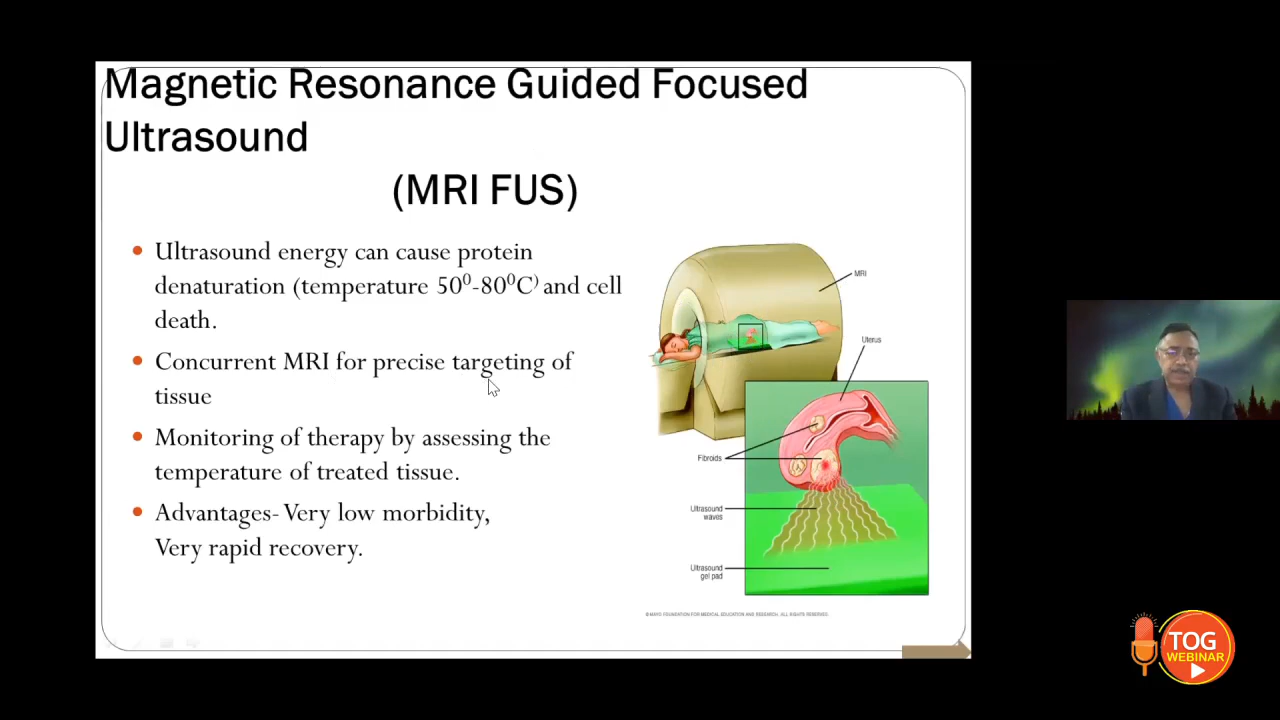 Magnetic Resonance Guided Focused
Ultrasound
(MRI FUS)
• Ultrasound energy can cause protein
denaturation (temperature 50⁰-80⁰C⁾ and cell
death.
• Concurrent MRI for precise targeting of
tissue
• Monitoring of therapy by assessing the
temperature of treated tissue.
• Advantages- Very low morbidity,
Very rapid recovery.
MRI
Uterus
Fibroids
Ultrasound
waves
Ultrasound
gel pad
© MAYO FOUNDATION FOR MEDICAL EDUCATION AND RESEARCH. ALL RIGHTS RESERVED.
TOG
WEBINAR